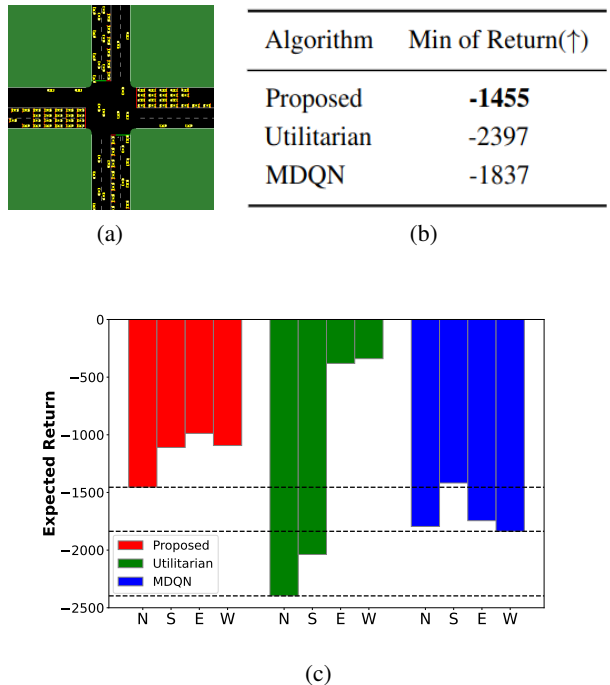 Algorithm Min of Return(↑)
Proposed -1455
Utilitarian -2397
MDQN -1837
(a)
(b)
Expected Return
0
−500
−1000
−1500
−2000
−2500
Proposed
Utilitarian
MDQN
N S E W N S E W N S E W
(c)